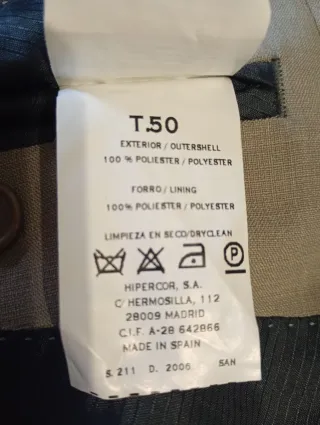 T.50
EXTERIOR / OUTERSHELL
100 % POLIESTER / POLYESTER
FORRO / LINING
100% POLIESTER / POLYESTER
LIMPIEZA EN SECO/DRYCLEAN
P
HIPERCOR, S.A.
C/ HERMOSILLA, 112
28009 MADRID
C.I.F. A-28 642866
MADE IN SPAIN
S. 211 D. 2006 SAN